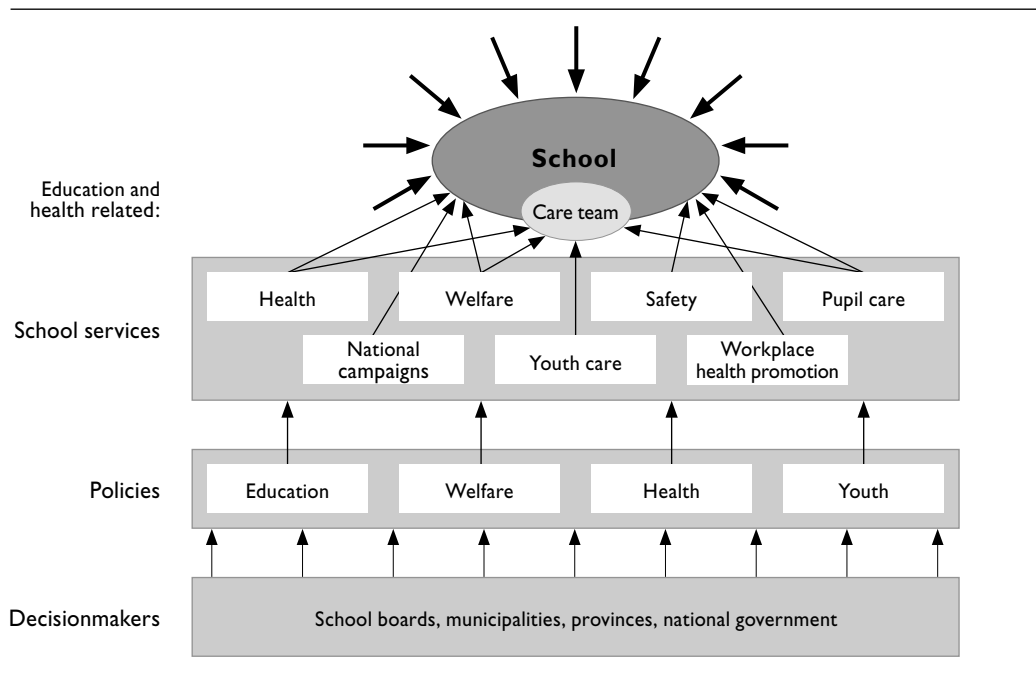 School
Care team
Education and
health related:
School services
Health
Welfare
Safety
Pupil care
National
campaigns
Youth care
Workplace
health promotion
Policies
Education
Welfare
Health
Youth
Decisionmakers
School boards, municipalities, provinces, national government